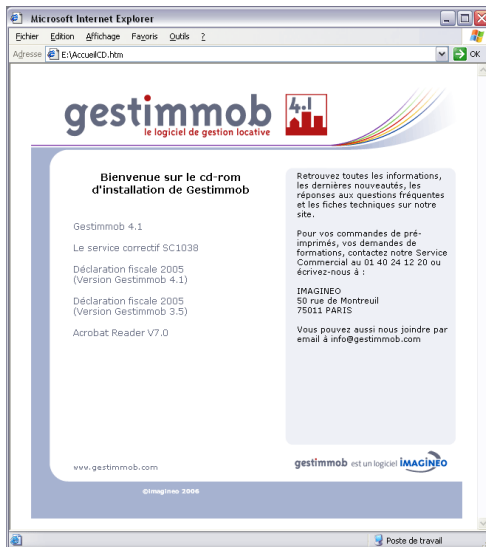 Microsoft Internet Explorer
Fichier Edition Affichage Favoris Outils ?
Adresse E:\AccueilCD.htm OK
gestimmob 4.1
le logiciel de gestion locative
Bienvenue sur le cd-rom
d'installation de Gestimmob
Gestimmob 4.1
Le service correctif SC1038
Déclaration fiscale 2005
(Version Gestimmob 4.1)
Déclaration fiscale 2005
(Version Gestimmob 3.5)
Acrobat Reader V7.0
www.gestimmob.com
Retrouvez toutes les informations,
les dernières nouveautés, les
réponses aux questions fréquentes
et les fiches techniques sur notre
site.
Pour vos commandes de pré-
imprimés, vos demandes de
formations, contactez notre Service
Commercial au 01 40 24 12 20 ou
écrivez-nous à :
IMAGINEO
50 rue de Montreuil
75011 PARIS
Vous pouvez aussi nous joindre par
email à info@gestimmob.com
gestimmob est un logiciel IMAGINEO
©Imagineo 2006
Poste de travail